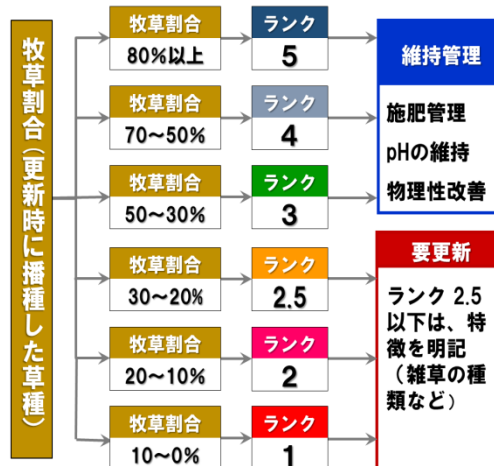 牧草割合(更新時に播種した草種)
牧草割合
80%以上
ランク
5
牧草割合
70〜50%
ランク
4
牧草割合
50〜30%
ランク
3
牧草割合
30〜20%
ランク
2.5
牧草割合
20〜10%
ランク
2
牧草割合
10〜0%
ランク
1
維持管理
施肥管理
pHの維持
物理性改善
要更新
ランク 2.5
以下は、特
徴を明記
(雑草の種
類など)